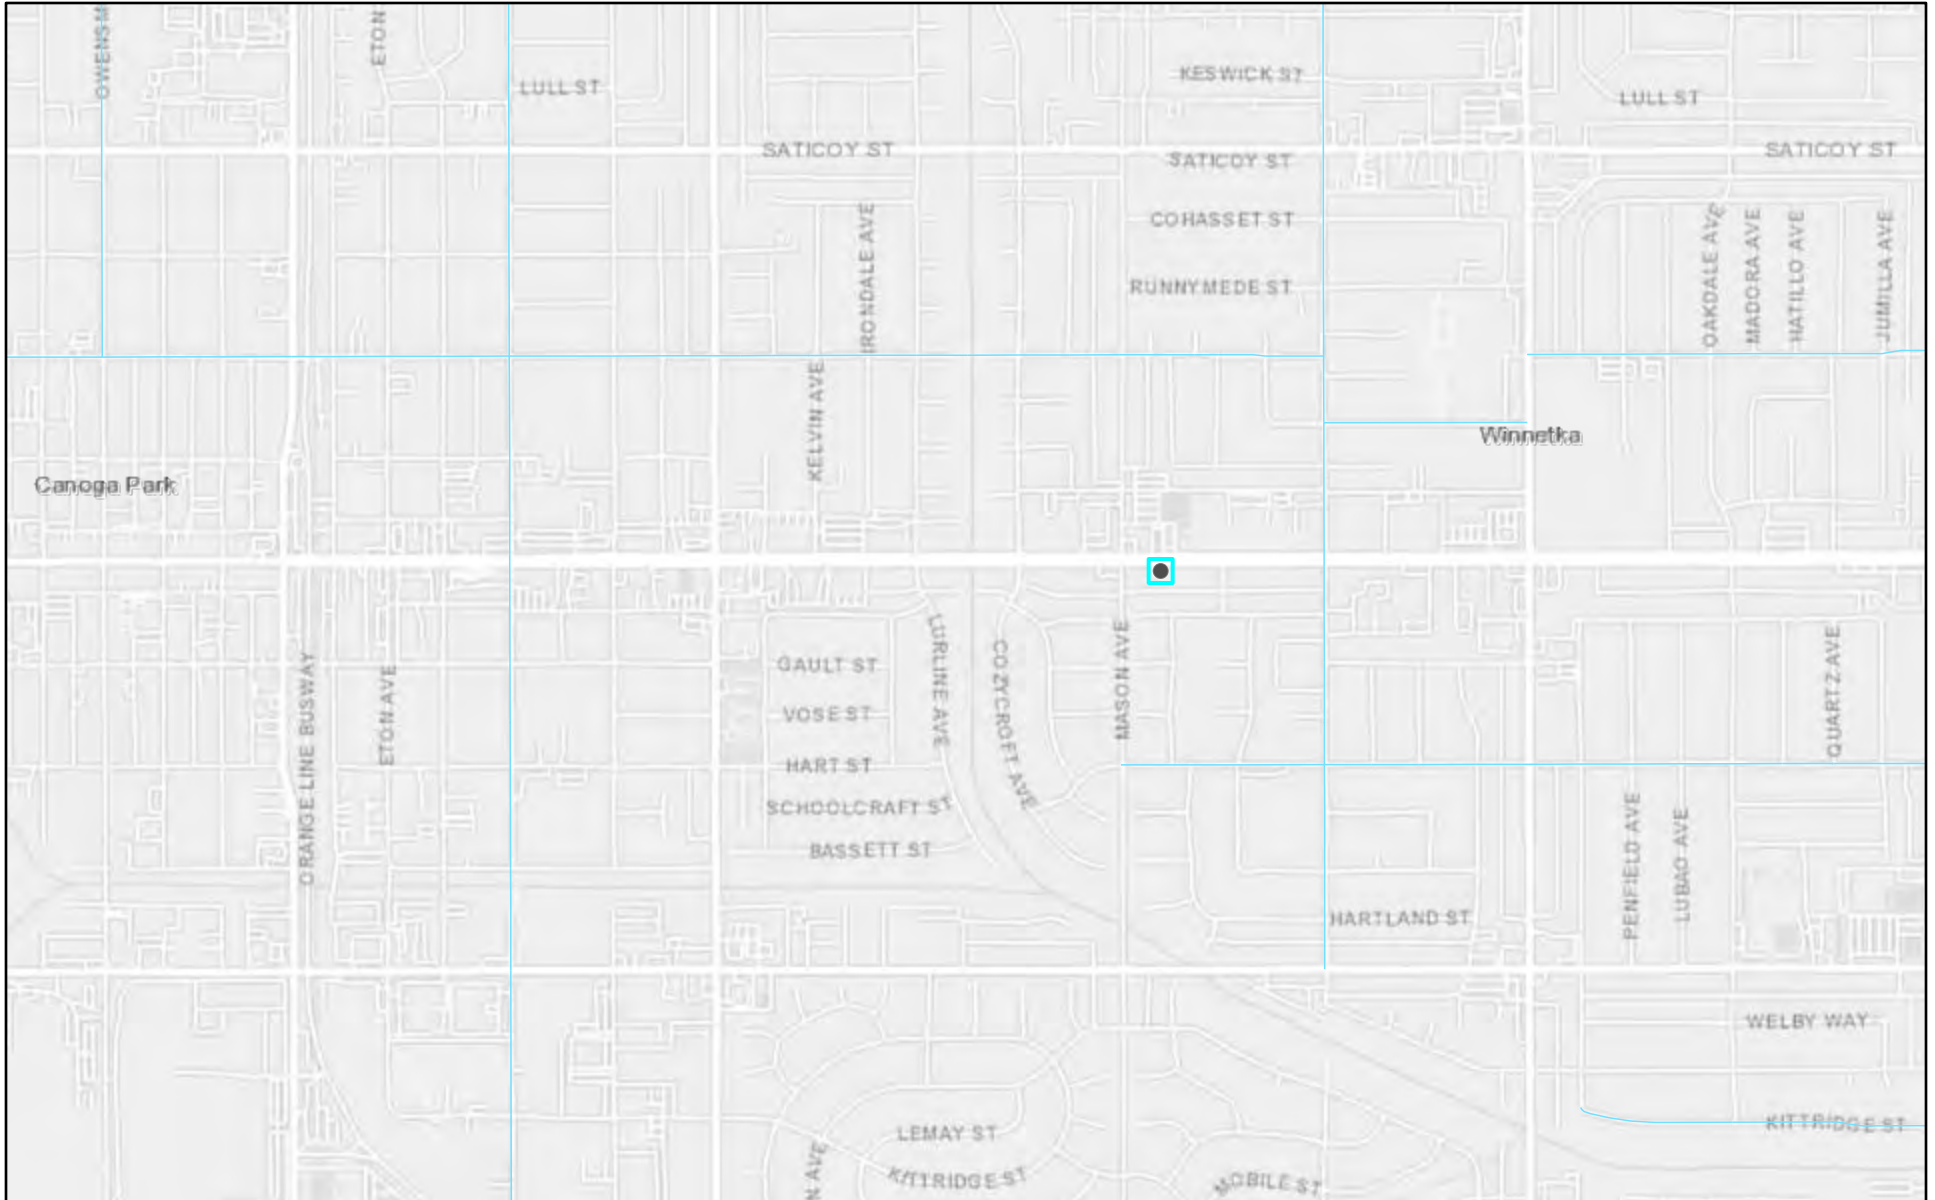 OWENSM
ETON
LULL ST
KESWICK ST
LULL ST
SATICOY ST
SATICOY ST
SATICOY ST
COHASSET ST
IRONDALE AVE
RUNNYMEDE ST
OAKDALE AVE
MADORA AVE
HATILLO AVE
JUMILLA AVE
KELVIN AVE
Winnetka
Canoga Park
ORANGE LINE BUSWAY
ETON AVE
GAULT ST
VOSE ST
HART ST
SCHOOLCRAFT ST
BASSETT ST
LURLINE AVE
COZYCROFT AVE
MASON AVE
QUARTZ AVE
PENFIELD AVE
LUBAO AVE
HARTLAND ST
WELBY WAY
KITTRIDGE ST
LEMAY ST
KITTRIDGE ST
N AVE
MOBILE ST